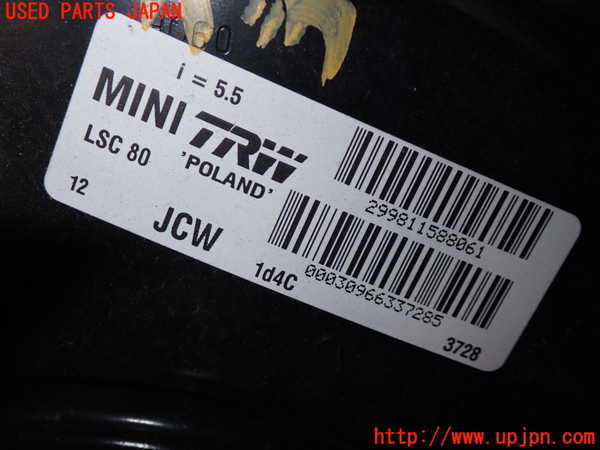 USED PARTS JAPAN
i = 5.5
MINI TRW
LSC 80 'POLAND'
299811588061
12 JCW 1d4C
00030966337285
3728
http://www.upjpn.com/